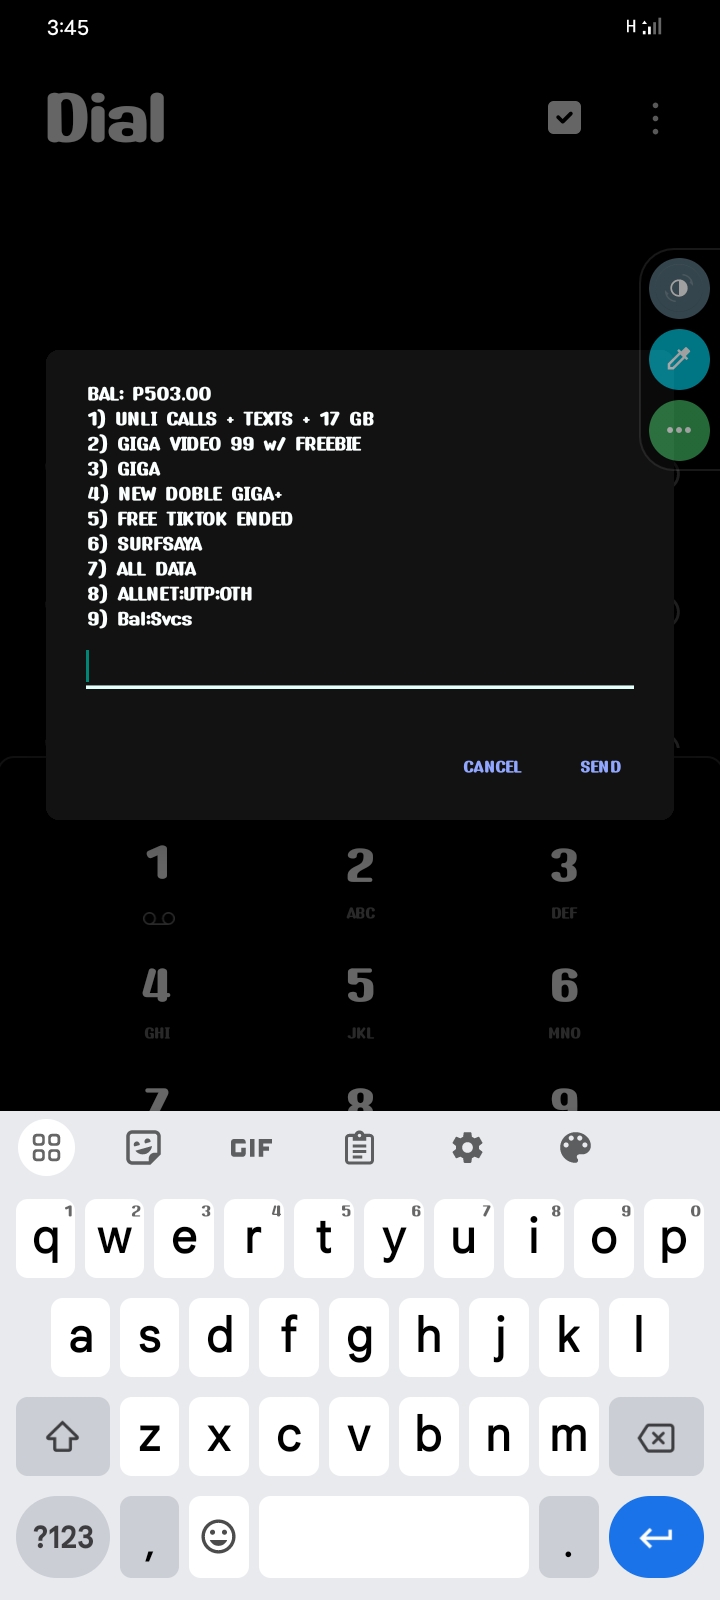 3:45
H
Dial
BAL: P503.00
1) UNLI CALLS + TEXTS + 17 GB
2) GIGA VIDEO 99 w/ FREEBIE
3) GIGA
4) NEW DOBLE GIGA+
5) FREE TIKTOK ENDED
6) SURFSAYA
7) ALL DATA
8) ALLNET:UTP:OTH
9) Bal:Svcs
CANCEL SEND
1 2 3
ABC DEF
4 5 6
GHI JKL MNO
7 8 9
GIF
1 2 3 4 5 6 7 8 9 0
q w e r t y u i o p
a s d f g h j k l
z x c v b n m
?123 , .